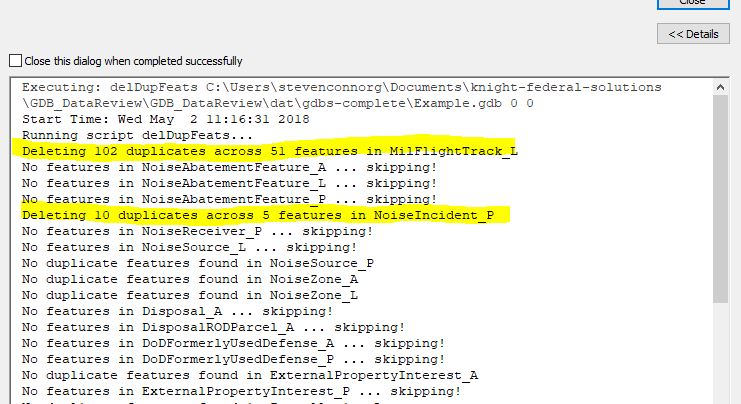 Close
<< Details
Close this dialog when completed successfully
Executing: delDupFeats C:\Users\stevenconnorg\Documents\knight-federal-solutions
\GDB_DataReview\GDB_DataReview\dat\gdbs-complete\Example.gdb 0 0
Start Time: Wed May  2 11:16:31 2018
Running script delDupFeats...
Deleting 102 duplicates across 51 features in MilFlightTrack_L
No features in NoiseAbatementFeature_A ... skipping!
No features in NoiseAbatementFeature_L ... skipping!
No features in NoiseAbatementFeature_P ... skipping!
Deleting 10 duplicates across 5 features in NoiseIncident_P
No features in NoiseReceiver_P ... skipping!
No features in NoiseSource_L ... skipping!
No duplicate features found in NoiseSource_P
No duplicate features found in NoiseZone_A
No duplicate features found in NoiseZone_L
No features in Disposal_A ... skipping!
No features in DisposalRODParcel_A ... skipping!
No features in DoDFormerlyUsedDefense_A ... skipping!
No features in DoDFormerlyUsedDefense_P ... skipping!
No duplicate features found in ExternalPropertyInterest_A
No features in ExternalPropertyInterest_P ... skipping!